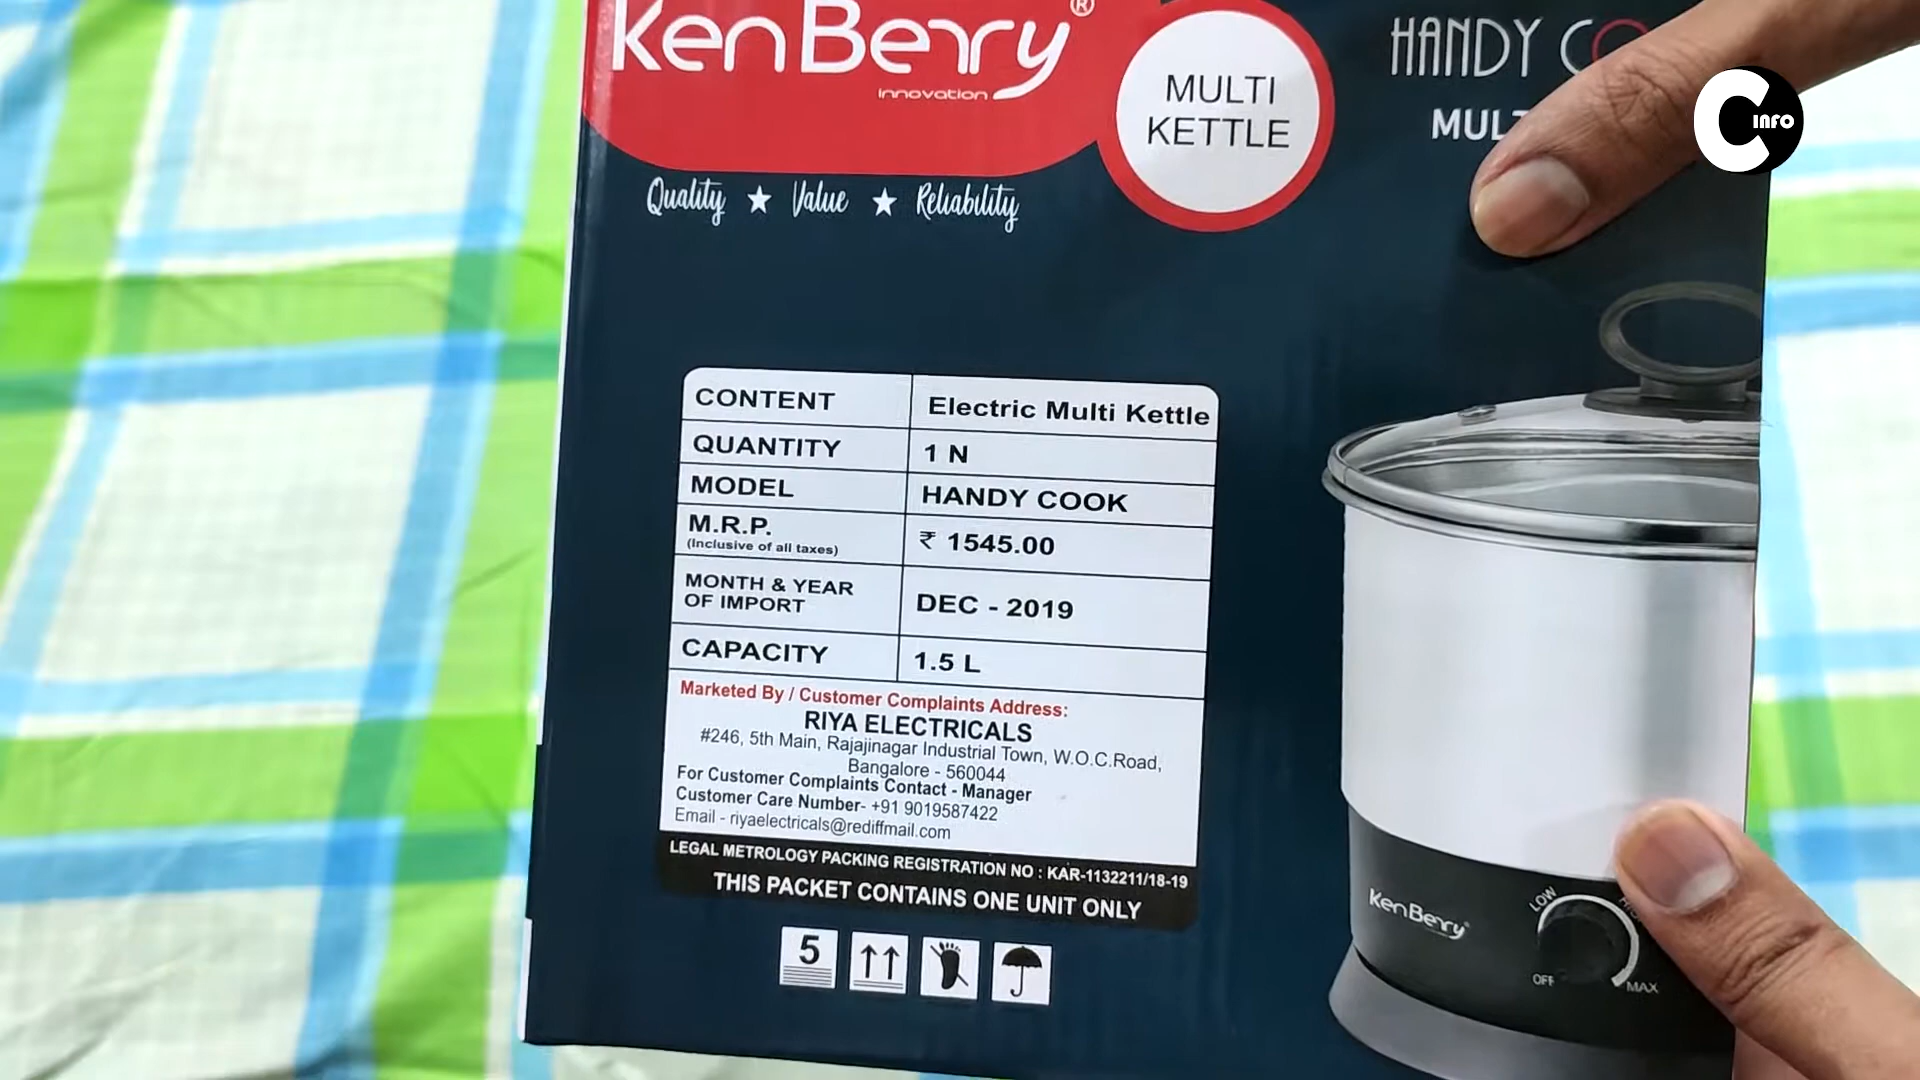 KenBerry®
innovation
MULTI
KETTLE
HANDY
INFO
Quality ★ Value ★ Reliability
CONTENT Electric Multi Kettle
QUANTITY 1 N
MODEL HANDY COOK
M.R.P. ₹ 1545.00
(Inclusive of all taxes)
MONTH & YEAR
OF IMPORT DEC - 2019
CAPACITY 1.5 L
Marketed By / Customer Complaints Address:
RIYA ELECTRICALS
#246, 5th Main, Rajajinagar Industrial Town, W.O.C.Road,
Bangalore - 560044
For Customer Complaints Contact - Manager
Customer Care Number- +91 9019587422
Email - riyaelectricals@rediffmail.com
LEGAL METROLOGY PACKING REGISTRATION NO : KAR-1132211/18-19
THIS PACKET CONTAINS ONE UNIT ONLY
5
KenBerry
LOW
OFF
MAX